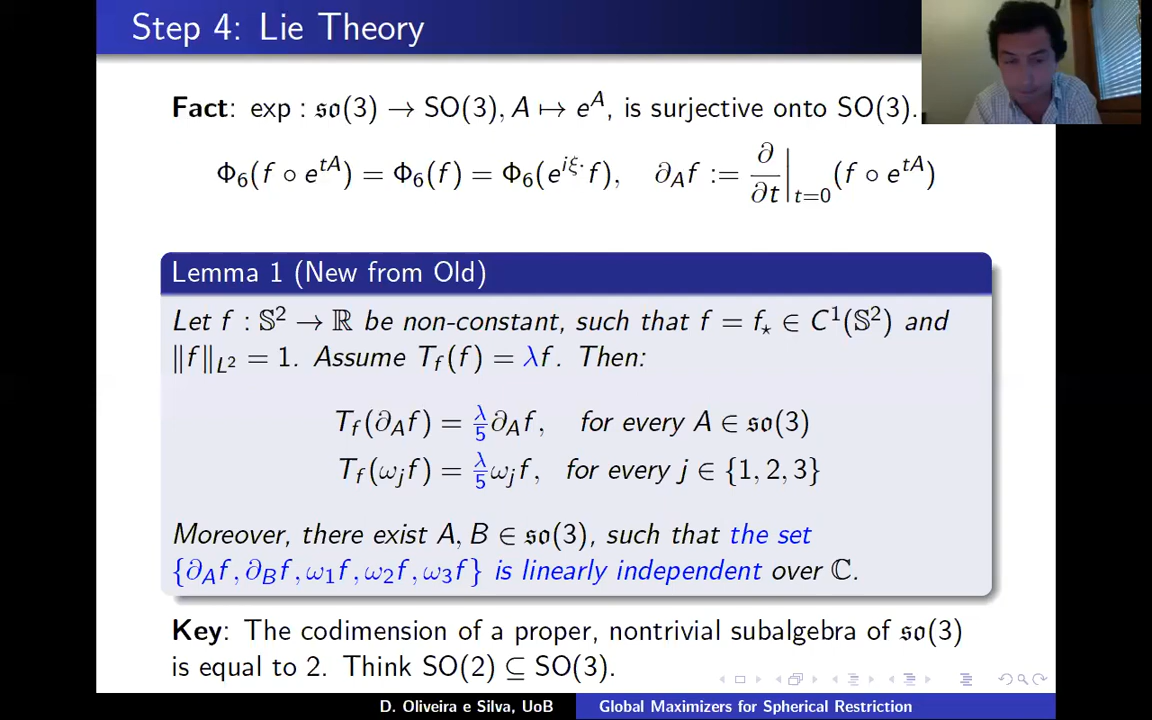 Step 4: Lie Theory
Fact: exp : 𝔰𝔬(3) → SO(3), A ↦ e^A, is surjective onto SO(3).
Φ₆(f ∘ e^{tA}) = Φ₆(f) = Φ₆(e^{iξ·} f),  ∂_A f := ∂/∂t|_{t=0} (f ∘ e^{tA})
Lemma 1 (New from Old)
Let f : 𝕊² → ℝ be non-constant, such that f = f⋆ ∈ C¹(𝕊²) and
‖f‖_{L²} = 1. Assume T_f(f) = λf. Then:
T_f(∂_A f) = λ/5 ∂_A f,  for every A ∈ 𝔰𝔬(3)
T_f(ω_j f) = λ/5 ω_j f,  for every j ∈ {1, 2, 3}
Moreover, there exist A, B ∈ 𝔰𝔬(3), such that the set
{∂_A f, ∂_B f, ω₁f, ω₂f, ω₃f} is linearly independent over ℂ.
Key: The codimension of a proper, nontrivial subalgebra of 𝔰𝔬(3)
is equal to 2. Think SO(2) ⊆ SO(3).
D. Oliveira e Silva, UoB  Global Maximizers for Spherical Restriction